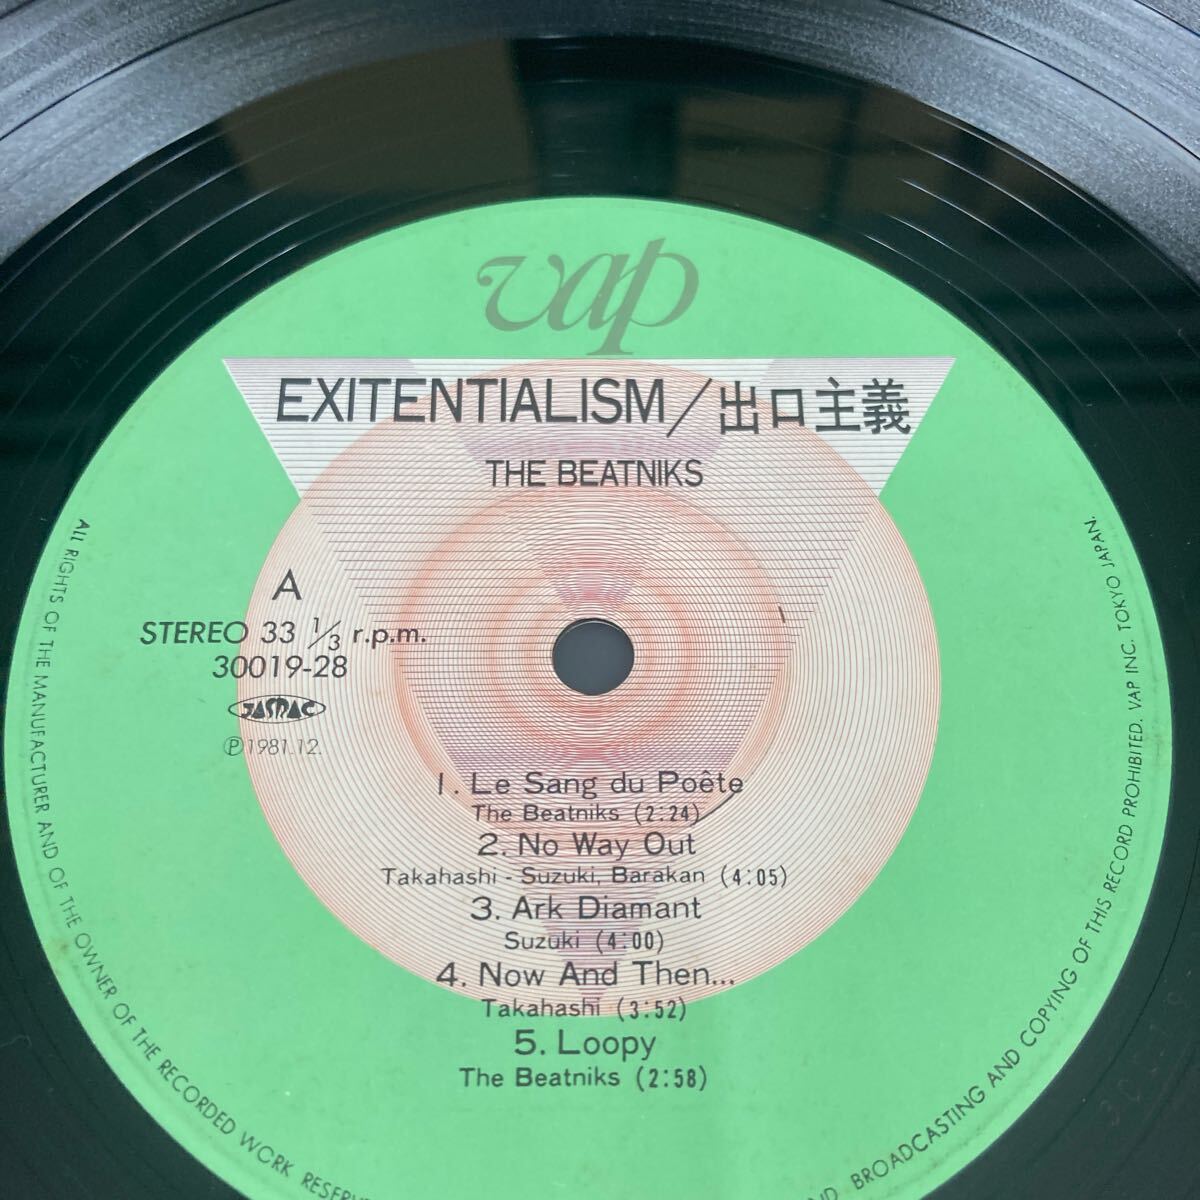 vap
EXITENTIALISM/出口主義
THE BEATNIKS
A
STEREO 33 1/3 r.p.m.
30019-28
JASRAC
Ⓟ1981.12.
1. Le Sang du Poête
The Beatniks (2:24)
2. No Way Out
Takahashi - Suzuki, Barakan (4:05)
3. Ark Diamant
Suzuki (4:00)
4. Now And Then...
Takahashi (3:52)
5. Loopy
The Beatniks (2:58)
ALL RIGHTS OF THE MANUFACTURER AND OF THE OWNER OF THE RECORDED WORK
BROADCASTING AND COPYING OF THIS RECORD PROHIBITED. VAP INC. TOKYO JAPAN.